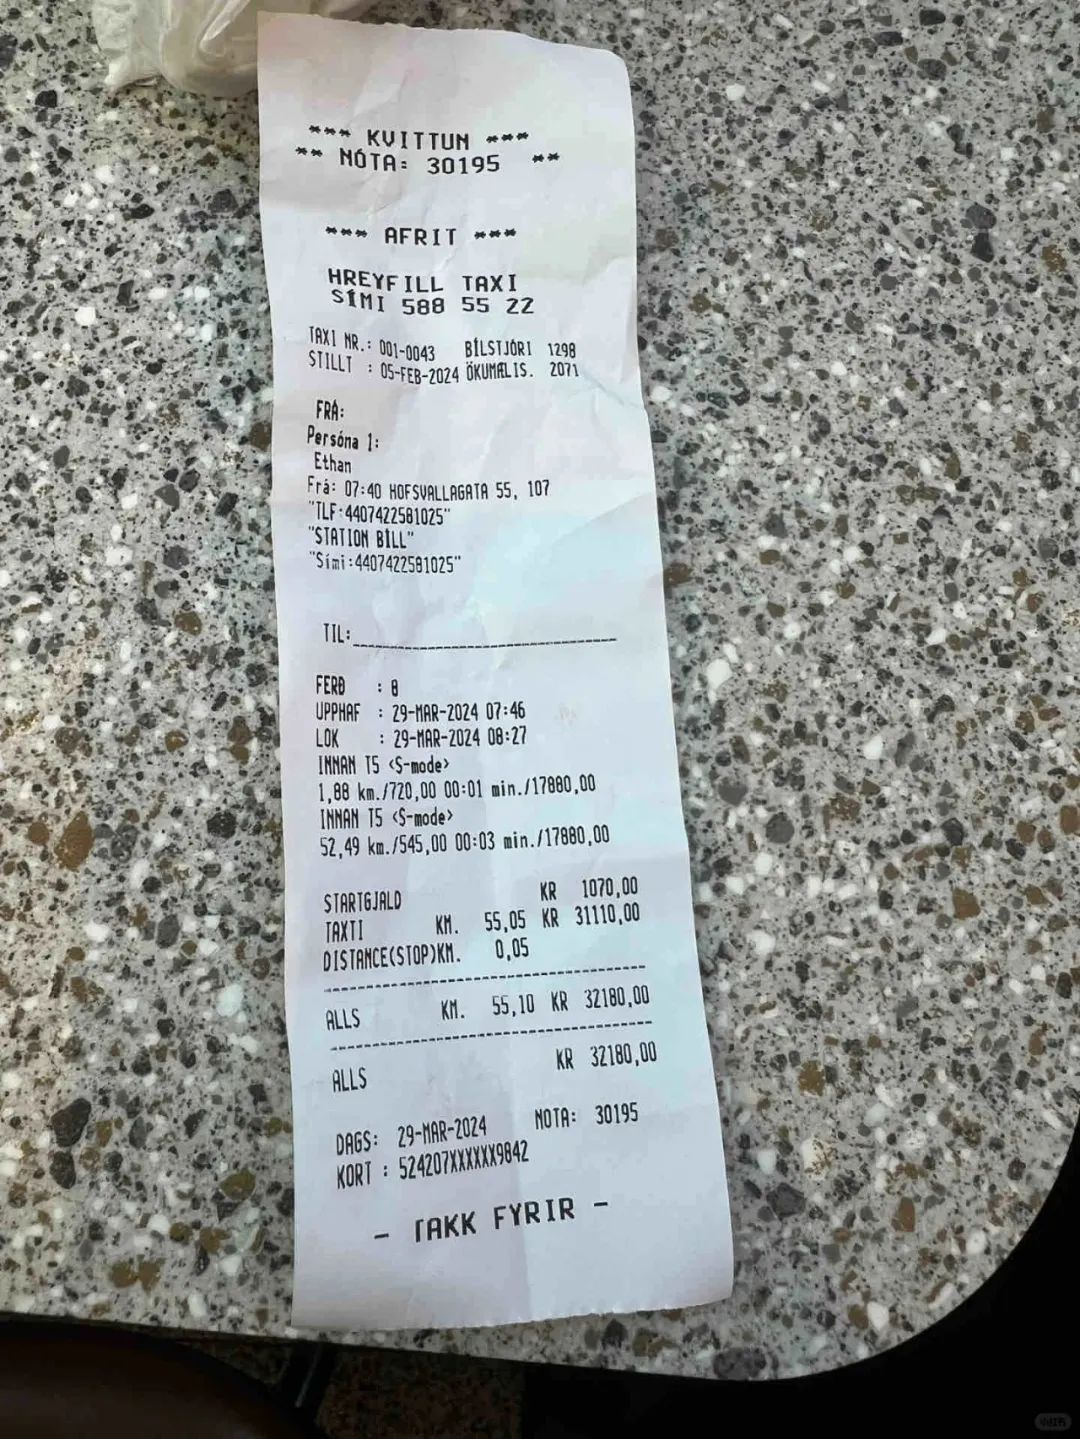 *** KVITTUN ***
** NÓTA: 30195 **
*** AFRIT ***
HREYFILL TAXI
SÍMI 588 55 22
TAXI NR.: 001-0043 BÍLSTJÓRI 1298
STILLT : 05-FEB-2024 ÖKUMÆLIS. 2071
FRÁ:
Persóna 1:
Ethan
Frá: 07:40 HOFSVALLAGATA 55, 107
"TLF:4407422581025"
"STATION BÍLL"
"Sími:4407422581025"
TIL:____________________
FERÐ : 8
UPPHAF : 29-MAR-2024 07:46
LOK : 29-MAR-2024 08:27
INNAN T5 <S-mode>
1,88 km./720,00 00:01 min./17880,00
INNAN T5 <S-mode>
52,49 km./545,00 00:03 min./17880,00
STARTGJALD KR 1070,00
TAXTI KM. 55,05 KR 31110,00
DISTANCE(STOP)KM. 0,05
ALLS KM. 55,10 KR 32180,00
ALLS KR 32180,00
DAGS: 29-MAR-2024 NOTA: 30195
KORT : 524207XXXXXX9842
- TAKK FYRIR -